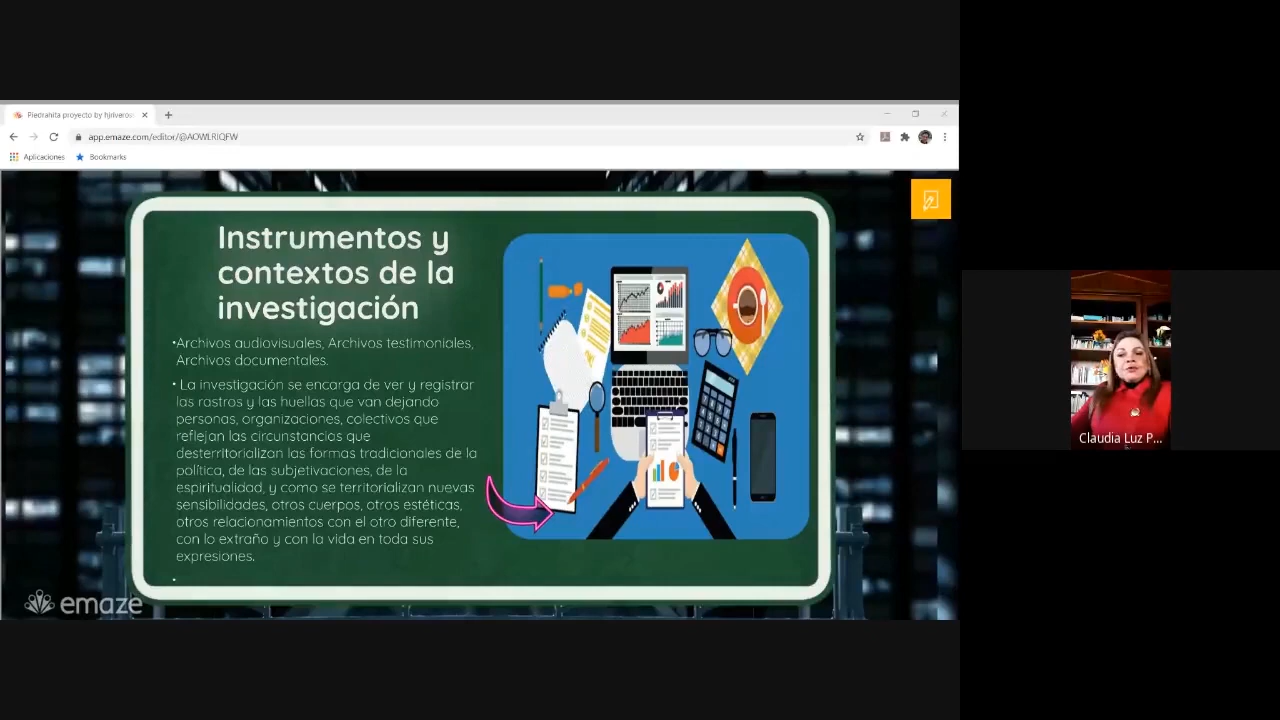 Piedrahita proyecto by hjriveros
app.emaze.com/editor/@AOWLRIQFW
Aplicaciones
Bookmarks
Instrumentos y
contextos de la
investigación
•Archivos audiovisuales, Archivos testimoniales,
Archivos documentales.
• La investigación se encarga de ver y registrar
las rastros y las huellas que van dejando
personas, organizaciones, colectivos que
reflejan las circunstancias que
desterritorializan las formas tradicionales de la
política, de las subjetivaciones, de la
espiritualidad, y como se territorializan nuevas
sensibilidades, otros cuerpos, otros estéticas,
otros relacionamientos con el otro diferente,
con lo extraño y con la vida en toda sus
expresiones.
•
emaze
Claudia Luz P...